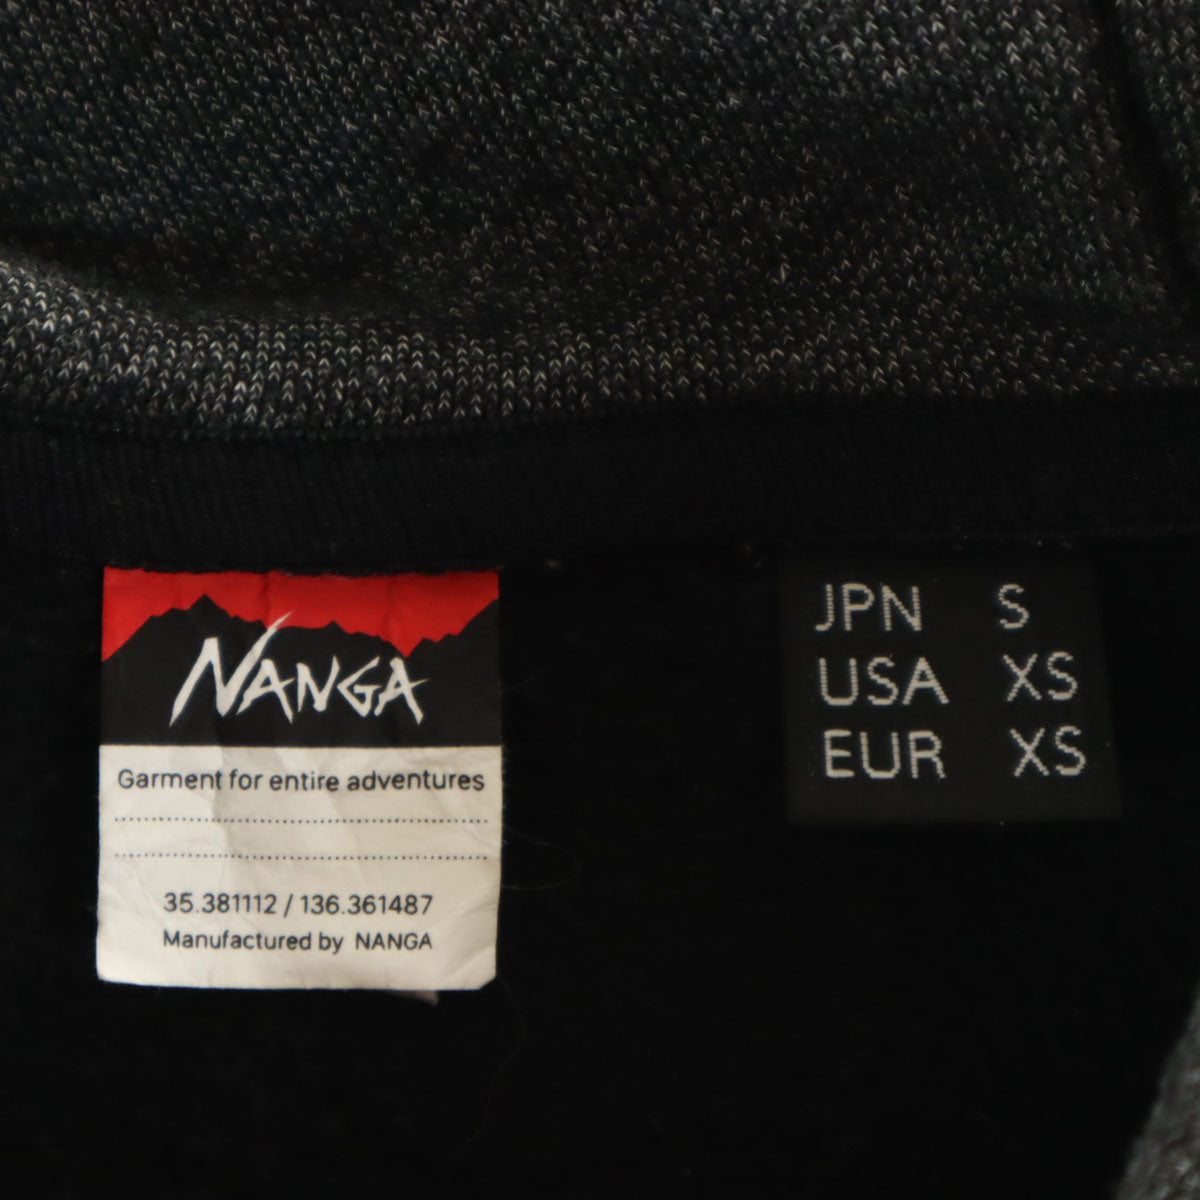 NANGA
Garment for entire adventures
35.381112 / 136.361487
Manufactured by NANGA
JPN S
USA XS
EUR XS